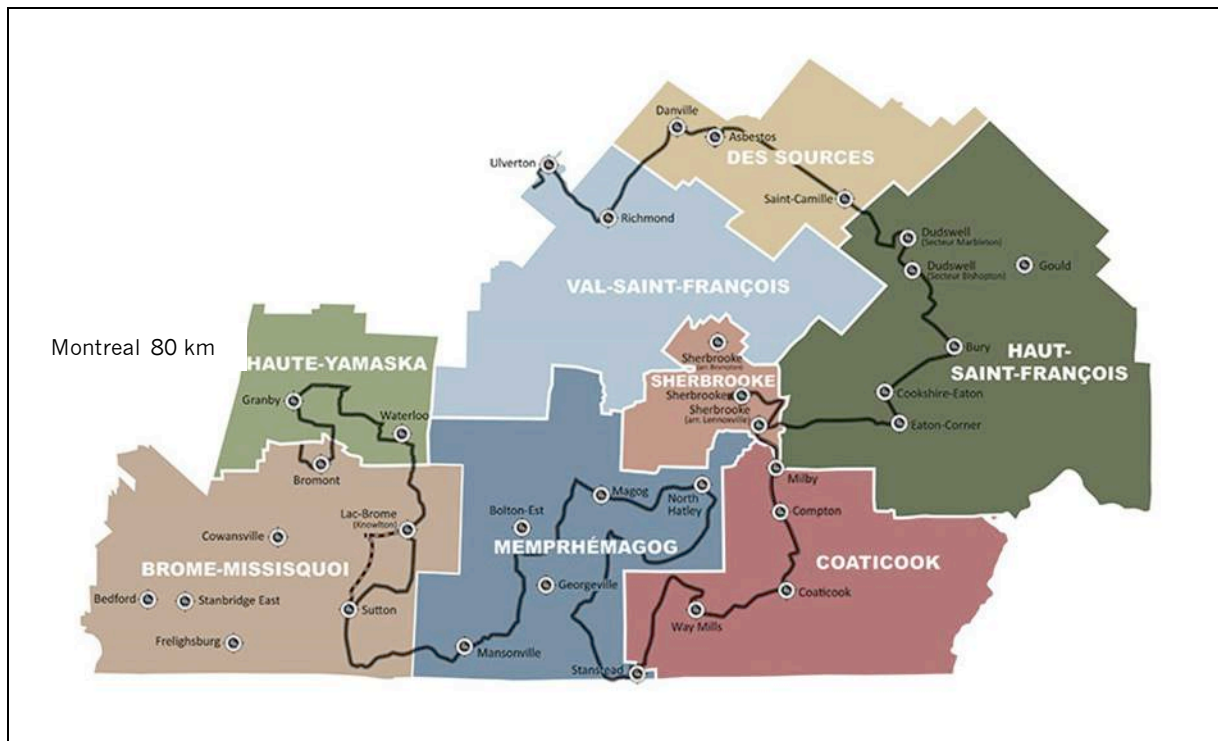 Danville
Asbestos
DES SOURCES
Ulverton
Saint-Camille
Richmond
Dudswell
(Secteur Marbleton)
Dudswell
(Secteur Bishopton)
Gould
VAL-SAINT-FRANÇOIS
Montreal 80 km
HAUTE-YAMASKA
Sherbrooke
(arr. Brompton)
SHERBROOKE
Sherbrooke
Sherbrooke
(arr. Lennoxville)
Bury
HAUT-
SAINT-FRANÇOIS
Cookshire-Eaton
Eaton-Corner
Granby
Waterloo
Bromont
Milby
Magog
North
Hatley
Compton
Lac-Brome
(Knowlton)
Bolton-Est
Cowansville
MEMPRHÉMAGOG
BROME-MISSISQUOI
COATICOOK
Georgeville
Coaticook
Bedford
Stanbridge East
Sutton
Way Mills
Frelighsburg
Mansonville
Stanstead